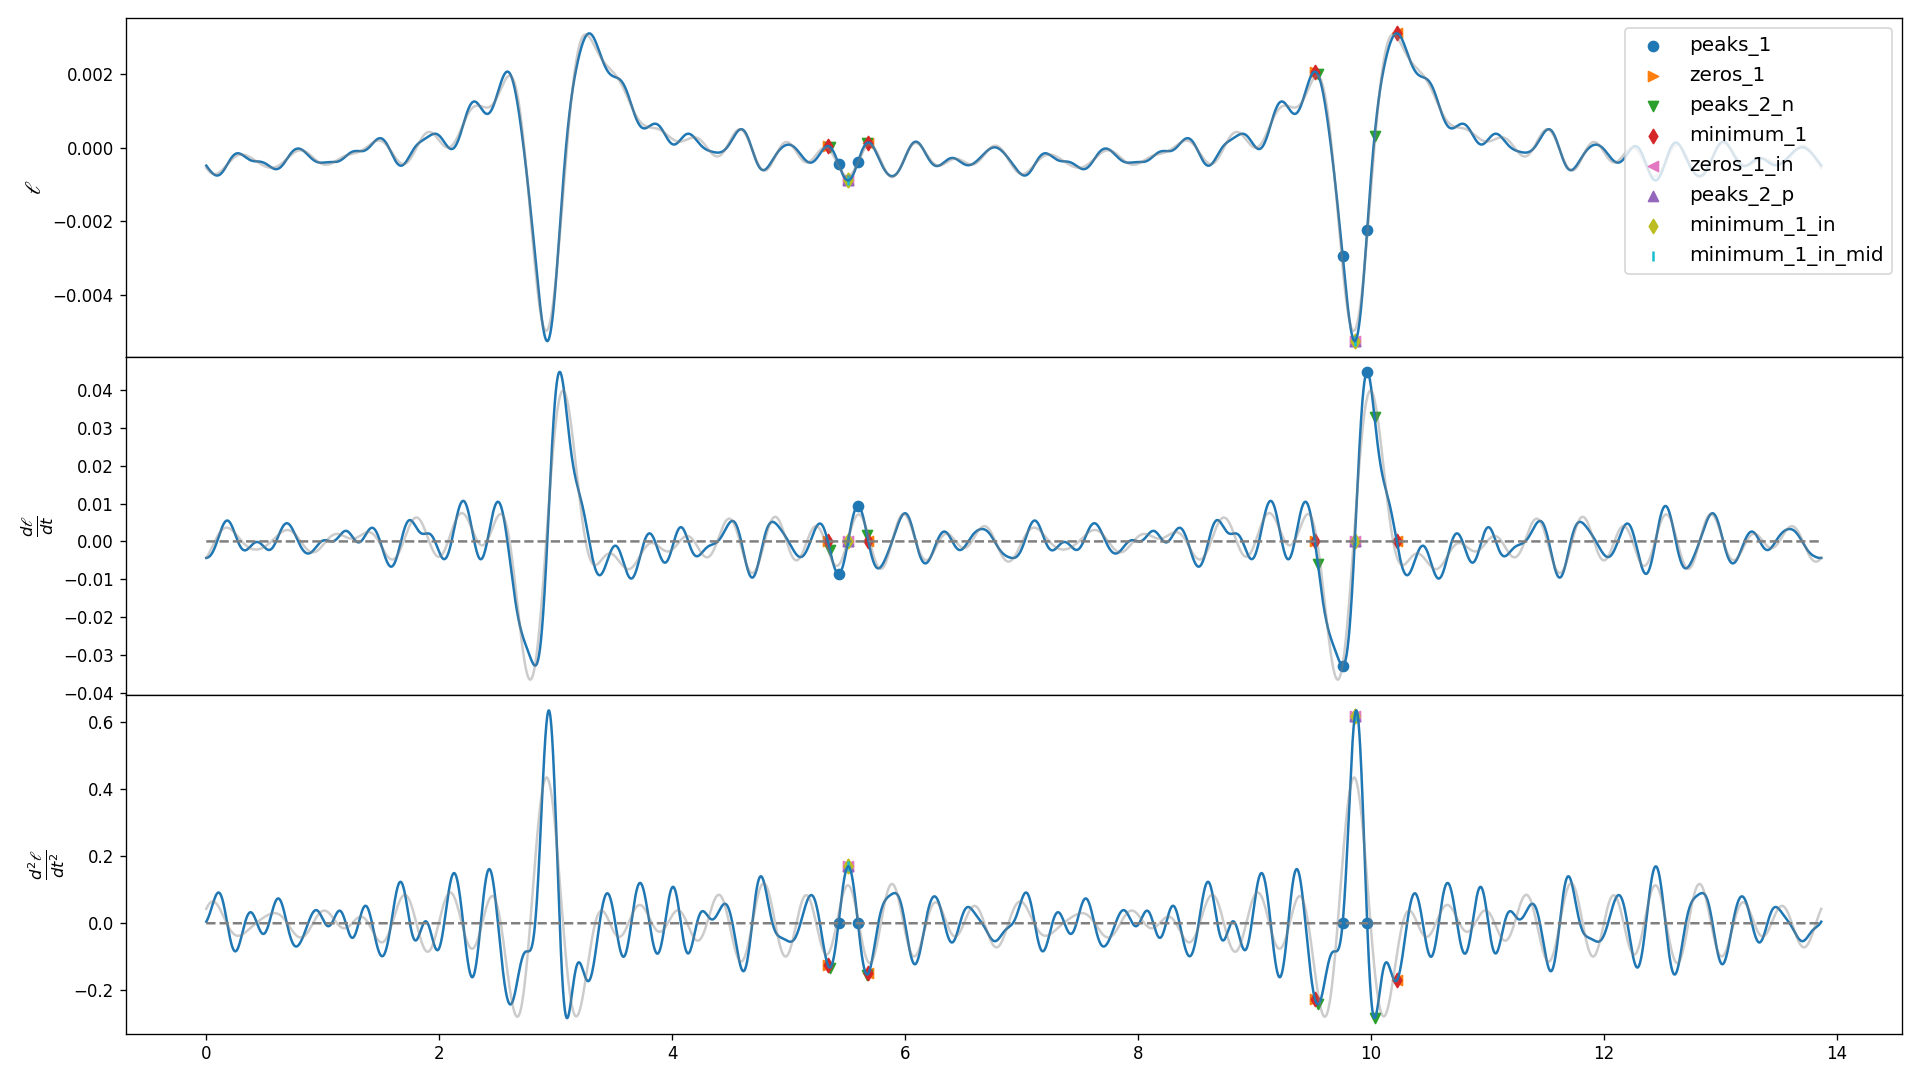 0.002
0.000
−0.002
−0.004
ℓ
peaks_1
zeros_1
peaks_2_n
minimum_1
zeros_1_in
peaks_2_p
minimum_1_in
minimum_1_in_mid
0.04
0.03
0.02
0.01
0.00
−0.01
−0.02
−0.03
−0.04
dℓ
dt
0.6
0.4
0.2
0.0
−0.2
d²ℓ
dt²
0 2 4 6 8 10 12 14